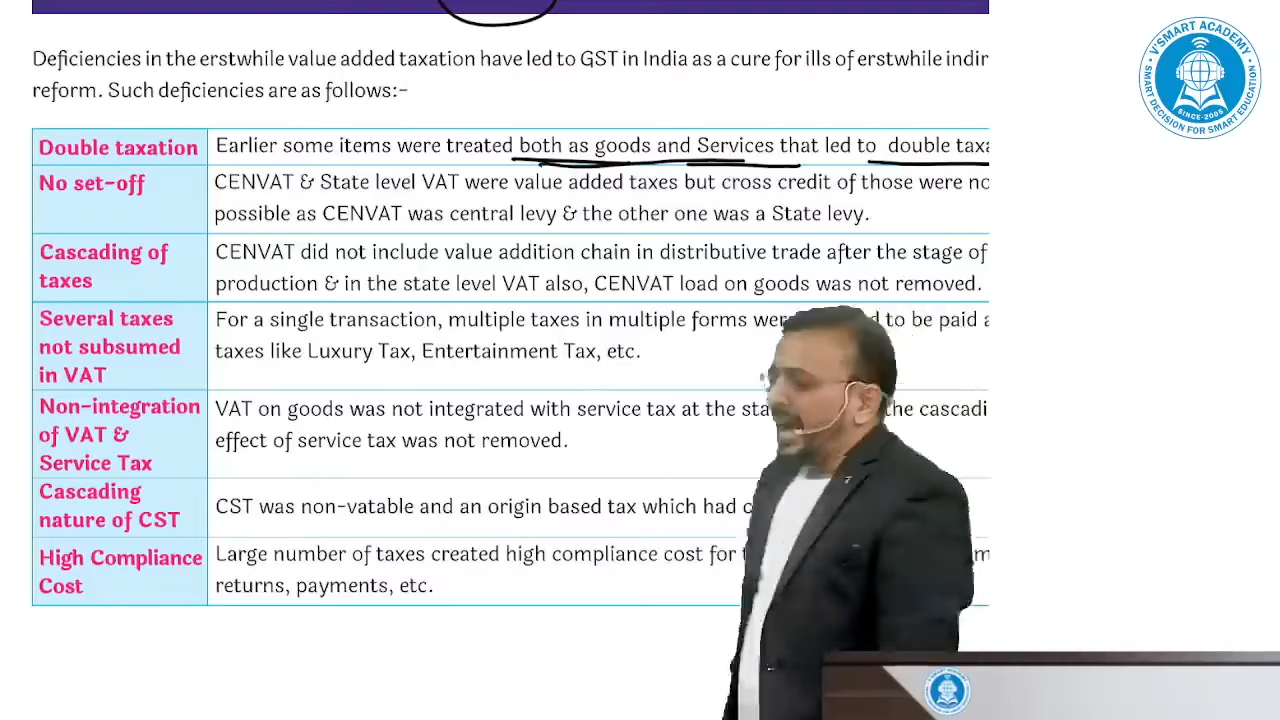 Deficiencies in the erstwhile value added taxation have led to GST in India as a cure for ills of erstwhile indir
reform. Such deficiencies are as follows:-
Double taxation
Earlier some items were treated both as goods and Services that led to double taxa
No set-off
CENVAT & State level VAT were value added taxes but cross credit of those were no
possible as CENVAT was central levy & the other one was a State levy.
Cascading of
taxes
CENVAT did not include value addition chain in distributive trade after the stage of
production & in the state level VAT also, CENVAT load on goods was not removed.
Several taxes
not subsumed
in VAT
For a single transaction, multiple taxes in multiple forms were d to be paid a
taxes like Luxury Tax, Entertainment Tax, etc.
Non-integration
of VAT &
Service Tax
VAT on goods was not integrated with service tax at the sta the cascadi
effect of service tax was not removed.
Cascading
nature of CST
CST was non-vatable and an origin based tax which had c
High Compliance
Cost
Large number of taxes created high compliance cost for
returns, payments, etc.
V'SMART ACADEMY
SMART DECISION FOR SMART EDUCATION
SINCE-2005